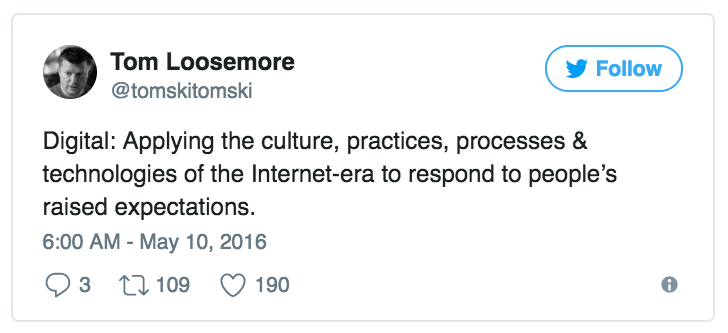 Tom Loosemore
@tomskitomski
Follow
Digital: Applying the culture, practices, processes &
technologies of the Internet-era to respond to people’s
raised expectations.
6:00 AM - May 10, 2016
3 109 190